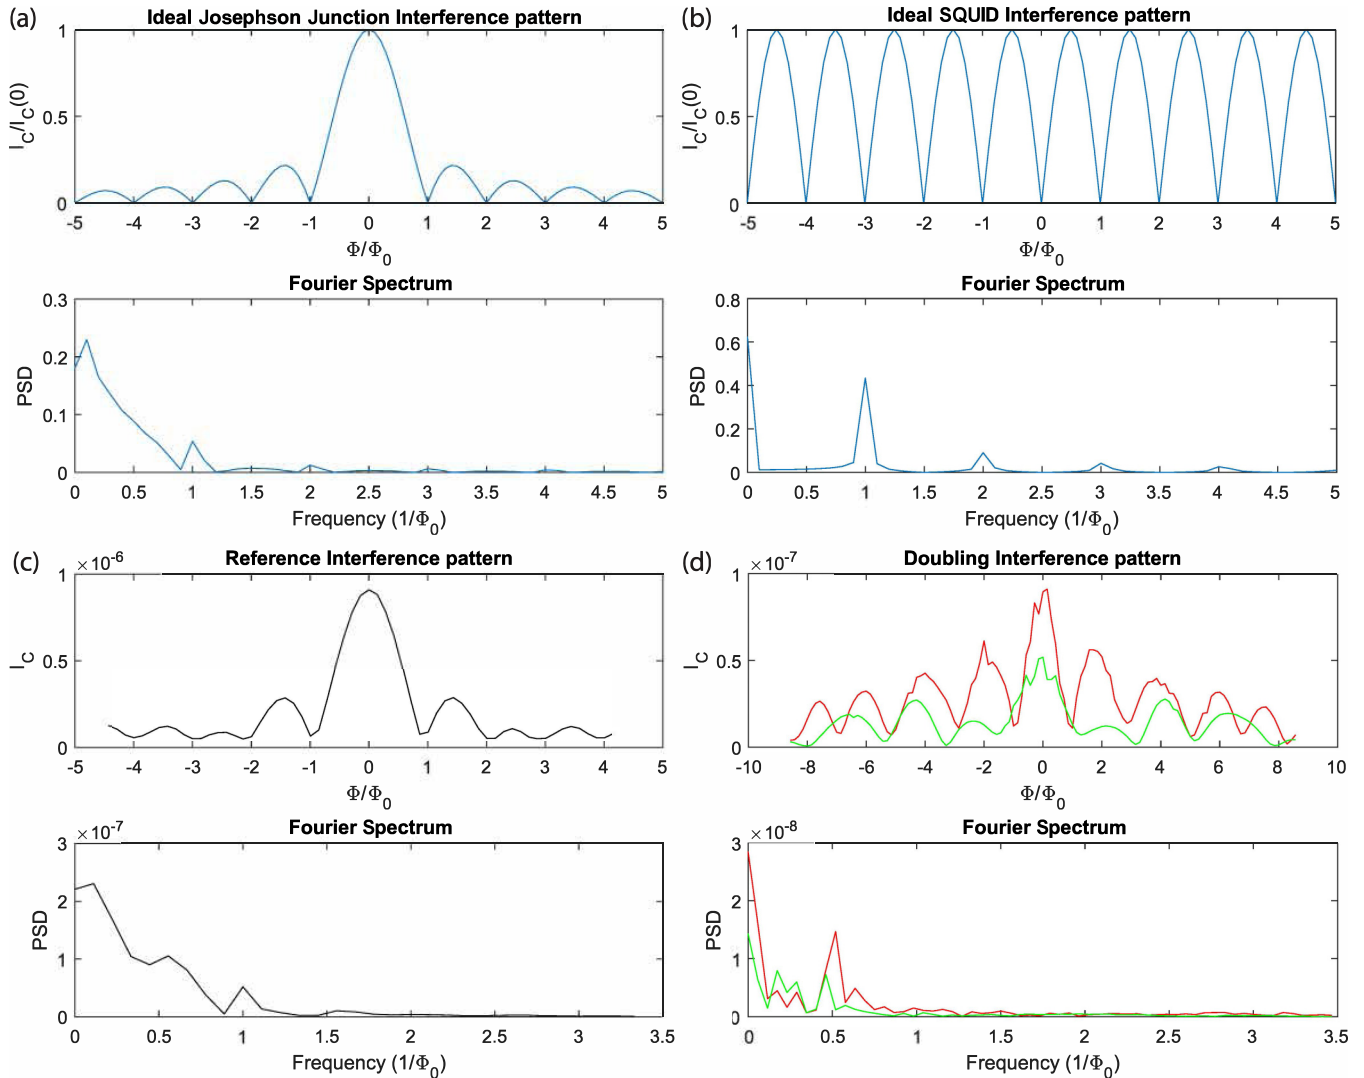 (a)
Ideal Josephson Junction Interference pattern
1
0.5
0
I_C/I_C(0)
-5 -4 -3 -2 -1 0 1 2 3 4 5
Φ/Φ_0
Fourier Spectrum
0.3
0.2
0.1
0
PSD
0 0.5 1 1.5 2 2.5 3 3.5 4 4.5 5
Frequency (1/Φ_0)
(b)
Ideal SQUID Interference pattern
1
0.5
0
I_C/I_C(0)
-5 -4 -3 -2 -1 0 1 2 3 4 5
Φ/Φ_0
Fourier Spectrum
0.8
0.6
0.4
0.2
0
PSD
0 0.5 1 1.5 2 2.5 3 3.5 4 4.5 5
Frequency (1/Φ_0)
(c)
×10^-6
Reference Interference pattern
1
0.5
0
I_C
-5 -4 -3 -2 -1 0 1 2 3 4 5
Φ/Φ_0
×10^-7
Fourier Spectrum
3
2
1
0
PSD
0 0.5 1 1.5 2 2.5 3 3.5
Frequency (1/Φ_0)
(d)
×10^-7
Doubling Interference pattern
1
0.5
0
I_C
-10 -8 -6 -4 -2 0 2 4 6 8 10
Φ/Φ_0
×10^-8
Fourier Spectrum
3
2
1
0
PSD
0 0.5 1 1.5 2 2.5 3 3.5
Frequency (1/Φ_0)